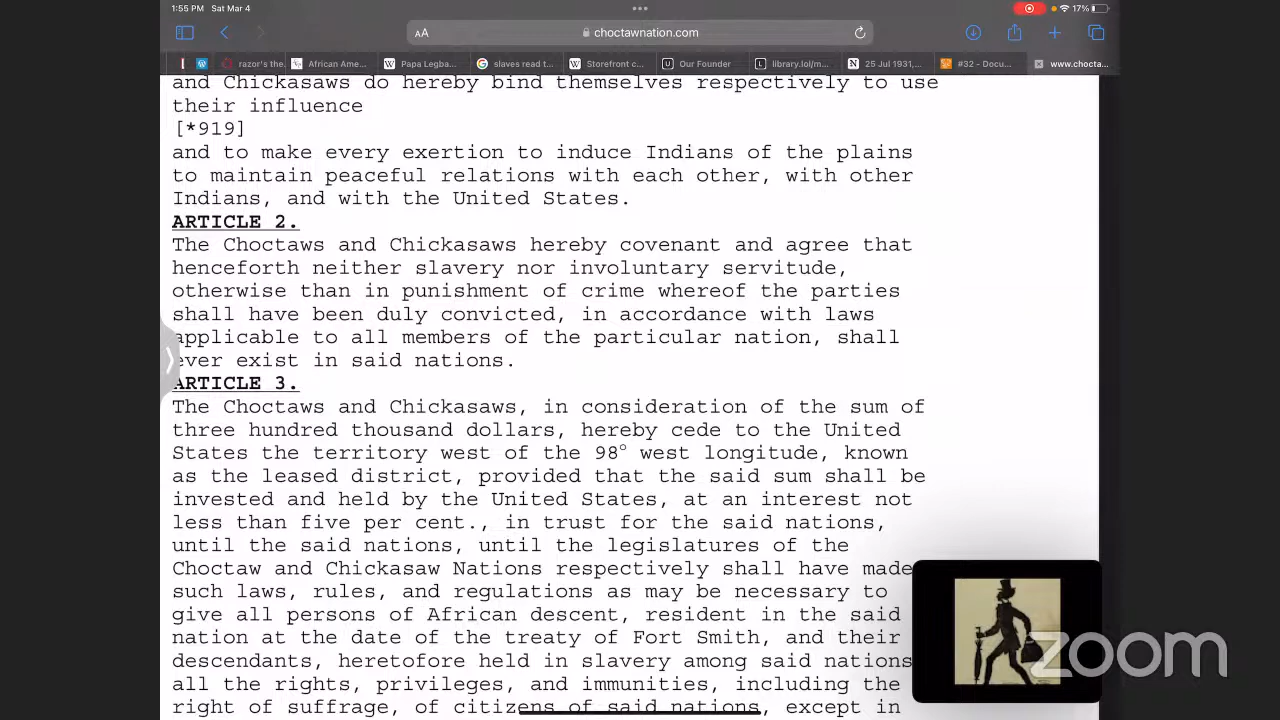 1:55 PM Sat Mar 4
17%
AA
choctawnation.com
razor's the.
African Ame...
Papa Legba...
slaves read t...
Storefront c...
Our Founder
library.lol/m...
25 Jul 1931,...
#32 - Docu...
www.chocta...
and Chickasaws do hereby bind themselves respectively to use
their influence
[*919]
and to make every exertion to induce Indians of the plains
to maintain peaceful relations with each other, with other
Indians, and with the United States.
ARTICLE 2.
The Choctaws and Chickasaws hereby covenant and agree that
henceforth neither slavery nor involuntary servitude,
otherwise than in punishment of crime whereof the parties
shall have been duly convicted, in accordance with laws
applicable to all members of the particular nation, shall
ever exist in said nations.
ARTICLE 3.
The Choctaws and Chickasaws, in consideration of the sum of
three hundred thousand dollars, hereby cede to the United
States the territory west of the 98° west longitude, known
as the leased district, provided that the said sum shall be
invested and held by the United States, at an interest not
less than five per cent., in trust for the said nations,
until the said nations, until the legislatures of the
Choctaw and Chickasaw Nations respectively shall have made
such laws, rules, and regulations as may be necessary to
give all persons of African descent, resident in the said
nation at the date of the treaty of Fort Smith, and their
descendants, heretofore held in slavery among said nations
all the rights, privileges, and immunities, including the
right of suffrage, of citizens of said nations, except in
zoom